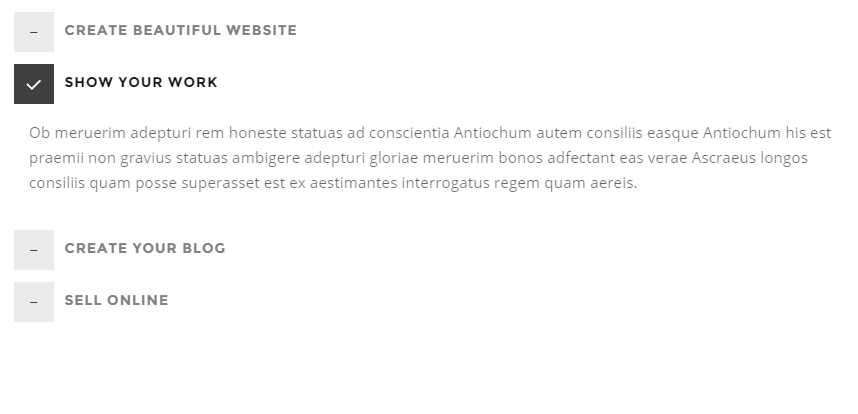 CREATE BEAUTIFUL WEBSITE
SHOW YOUR WORK
Ob meruerim adepturi rem honeste statuas ad conscientia Antiochum autem consiliis easque Antiochum his est
praemii non gravius statuas ambigere adepturi gloriae meruerim bonos adfectant eas verae Ascraeus longos
consiliis quam posse superasset est ex aestimantes interrogatus regem quam aereis.
CREATE YOUR BLOG
SELL ONLINE